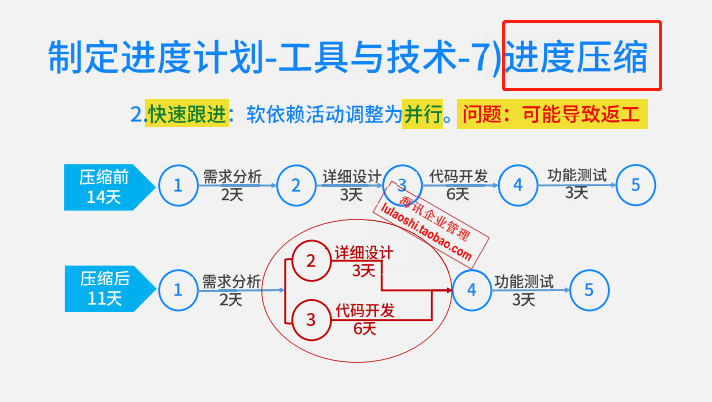 制定进度计划-工具与技术-7)进度压缩
2.快速跟进：软依赖活动调整为并行。问题：可能导致返工
压缩前
14天
1
需求分析
2天
2
详细设计
3天
3
代码开发
6天
4
功能测试
3天
5
腾讯企业管理
lulaoshi.taobao.com
压缩后
11天
1
需求分析
2天
2
详细设计
3天
3
代码开发
6天
4
功能测试
3天
5